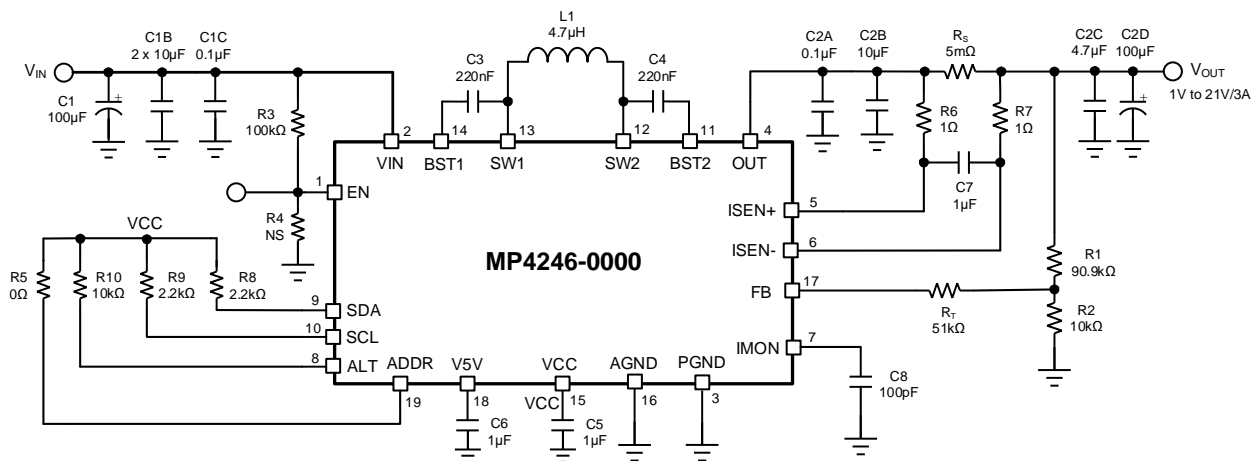 L1
4.7μH
C1B
2 x 10μF
C1C
0.1μF
C3
220nF
C4
220nF
C2A
0.1μF
C2B
10μF
RS
5mΩ
C2C
4.7μF
C2D
100μF
VIN
VOUT
1V to 21V/3A
C1
100μF
R3
100kΩ
R6
1Ω
R7
1Ω
2
14
13
12
11
4
VIN
BST1
SW1
SW2
BST2
OUT
C7
1μF
1
EN
ISEN+
5
R4
NS
VCC
ISEN-
6
MP4246-0000
R1
90.9kΩ
R5
0Ω
R10
10kΩ
R9
2.2kΩ
R8
2.2kΩ
FB
17
RT
51kΩ
R2
10kΩ
9
SDA
10
SCL
8
ALT
IMON
7
ADDR
V5V
VCC
AGND
PGND
C8
100pF
19
18
VCC
15
16
3
C6
1μF
C5
1μF